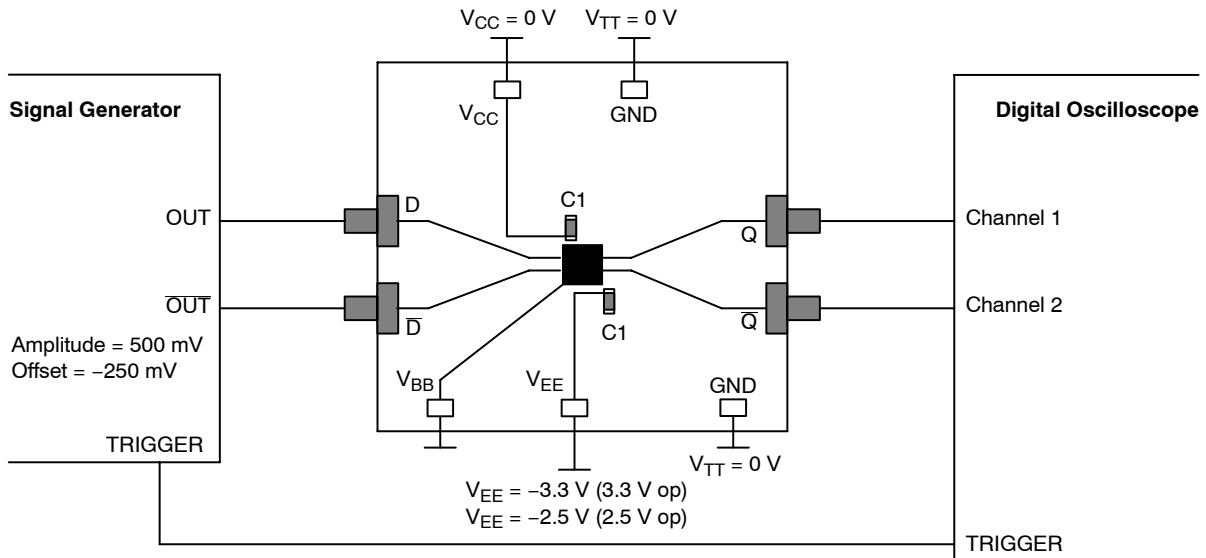 V_CC = 0 V
V_TT = 0 V
Signal Generator
V_CC
GND
Digital Oscilloscope
D
C1
OUT
Q
Channel 1
O̅U̅T̅
D̅
C1
Q̅
Channel 2
Amplitude = 500 mV
Offset = −250 mV
V_BB
V_EE
GND
TRIGGER
V_TT = 0 V
V_EE = −3.3 V (3.3 V op)
V_EE = −2.5 V (2.5 V op)
TRIGGER